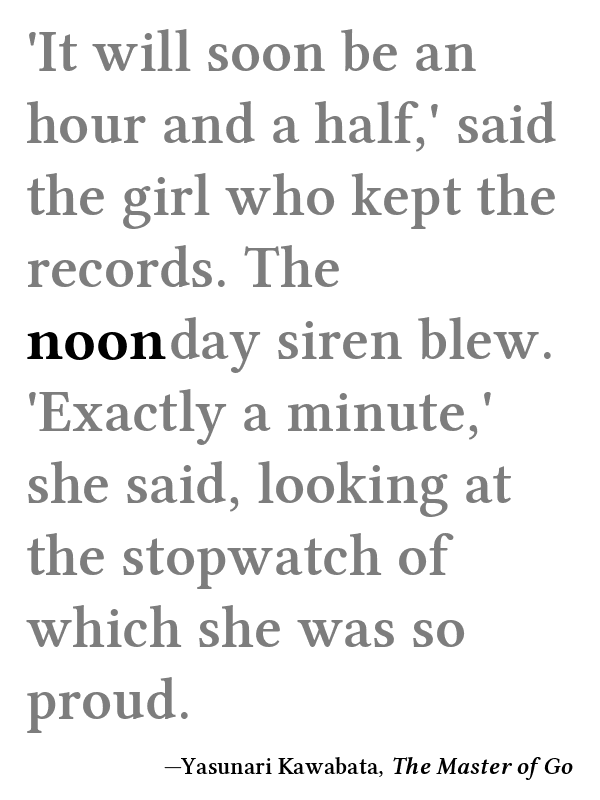 'It will soon be an
hour and a half,' said
the girl who kept the
records. The
noonday siren blew.
'Exactly a minute,'
she said, looking at
the stopwatch of
which she was so
proud.
—Yasunari Kawabata, The Master of Go